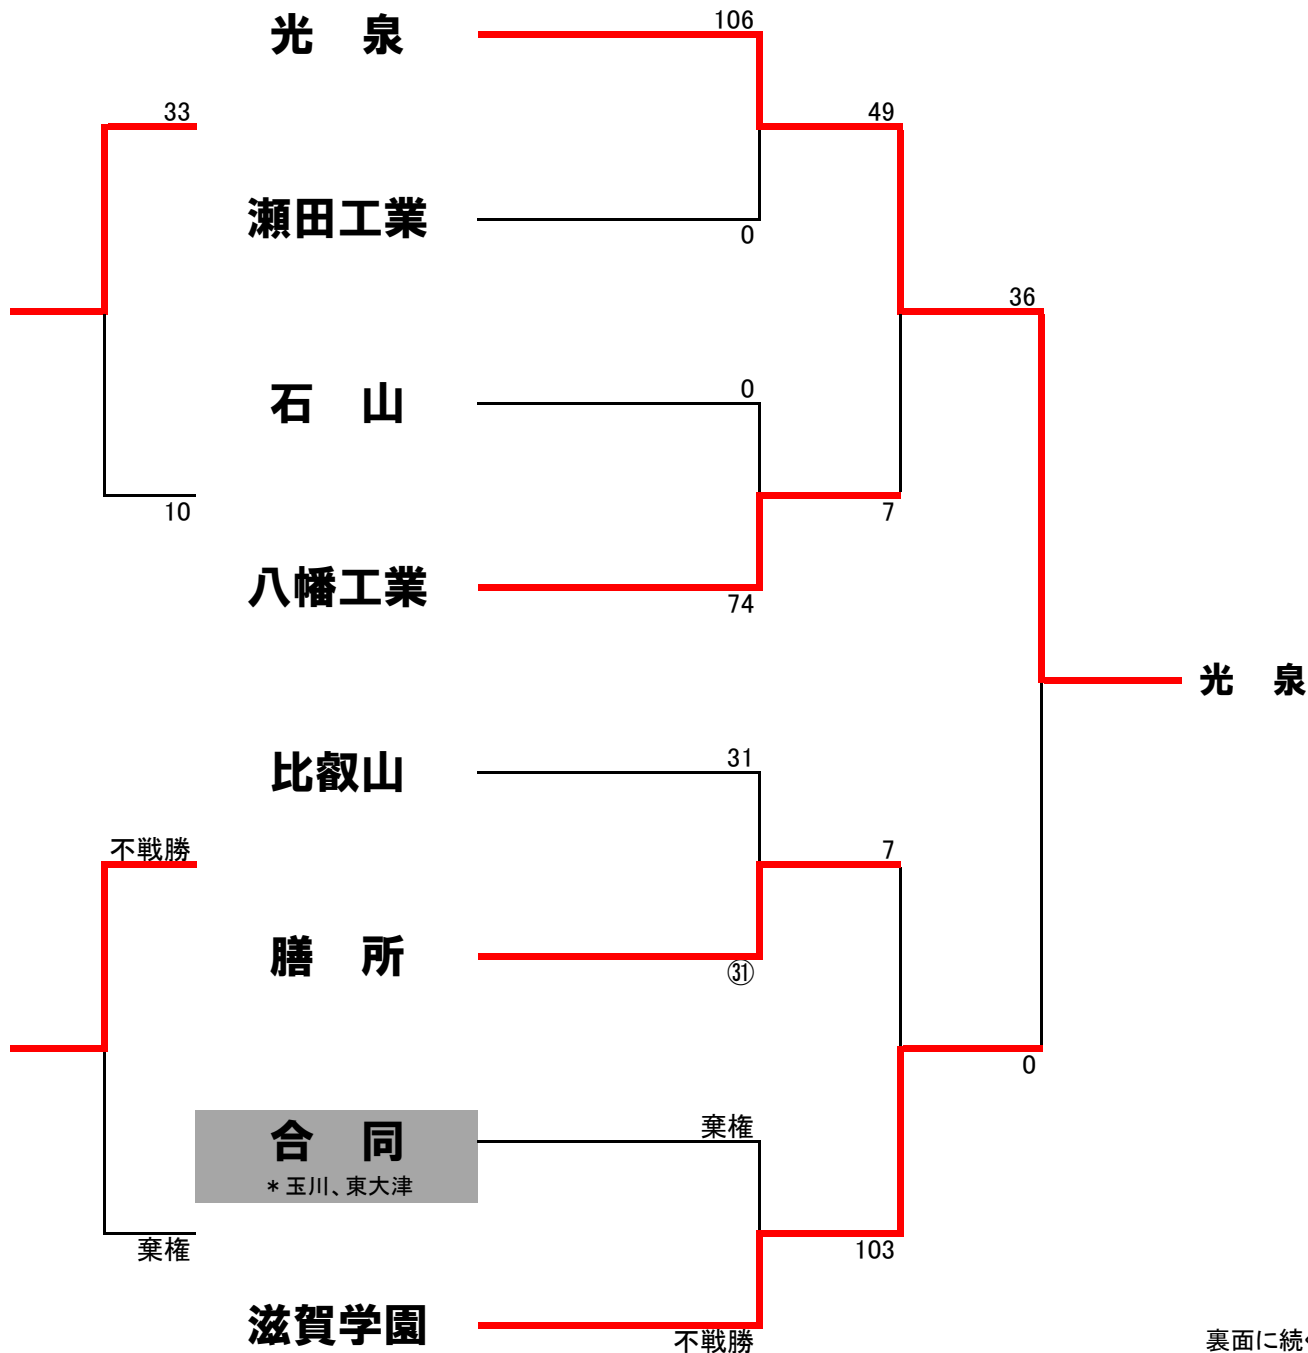 106
光　泉
33
49
瀬田工業
0
36
0
石　山
10
7
八幡工業
74
光　泉
31
比叡山
不戦勝
7
膳　所
㉛
0
棄権
合　同
＊玉川、東大津
棄権
103
滋賀学園
不戦勝
裏面に続